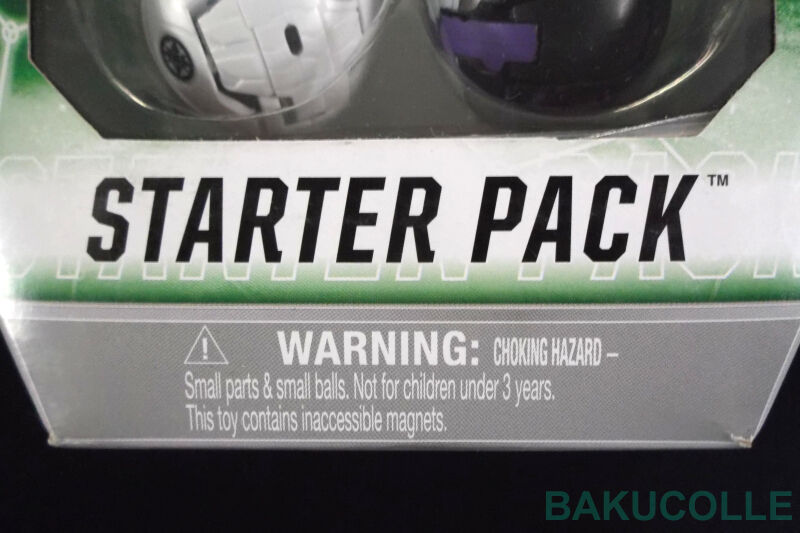 STARTER PACK™
⚠ WARNING: CHOKING HAZARD –
Small parts & small balls. Not for children under 3 years.
This toy contains inaccessible magnets.
BAKUCOLLE